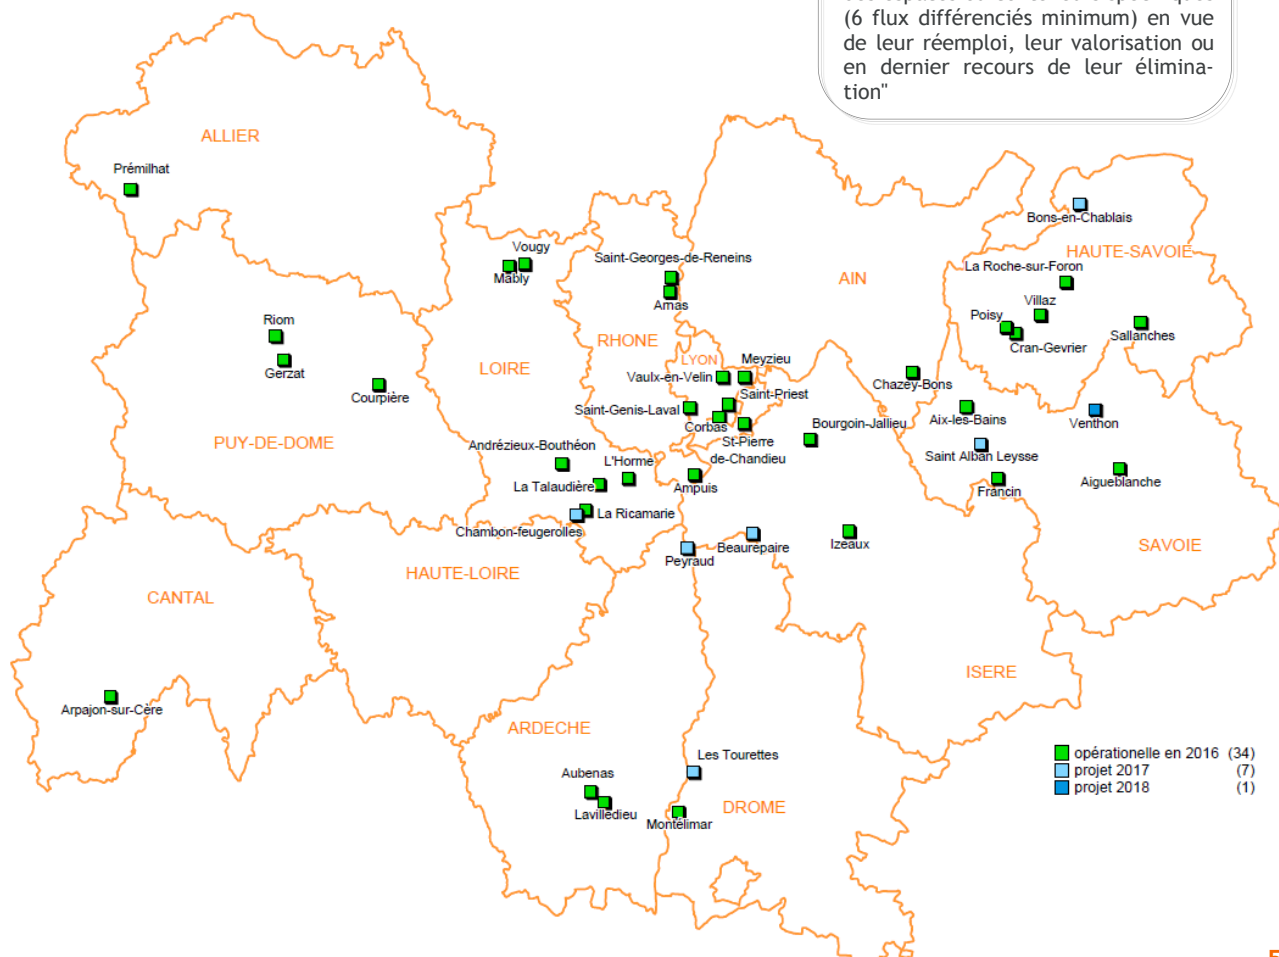 (6 flux différenciés minimum) en vue
de leur réemploi, leur valorisation ou
en dernier recours de leur élimina-
tion"
ALLIER
Prémilhat
Bons-en-Chablais
HAUTE-SAVOIE
Vougy
Mably
Saint-Georges-de-Reneins
Arnas
AIN
La Roche-sur-Foron
Villaz
Poisy
Cran-Gevrier
Sallanches
Riom
Gerzat
Courpière
LOIRE
RHONE
LYON
Meyzieu
Vaulx-en-Velin
Saint-Priest
Chazey-Bons
Saint-Genis-Laval
Corbas
St-Pierre
de-Chandieu
Bourgoin-Jallieu
Aix-les-Bains
Venthon
Saint Alban Leysse
Francin
Aigueblanche
PUY-DE-DOME
Andrézieux-Bouthéon
L'Horme
La Talaudière
Ampuis
La Ricamarie
Chambon-feugerolles
Peyraud
Beaurepaire
Izeaux
SAVOIE
HAUTE-LOIRE
CANTAL
ISERE
Arpajon-sur-Cère
ARDECHE
Les Tourettes
Aubenas
Lavilledieu
Montélimar
DROME
opérationelle en 2016 (34)
projet 2017 (7)
projet 2018 (1)
5